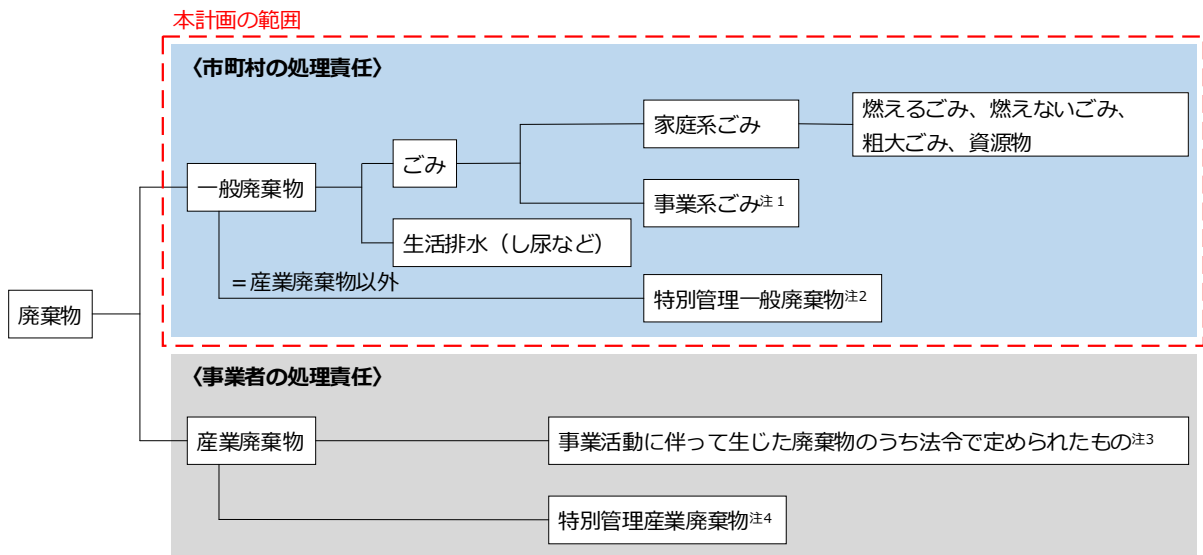 本計画の範囲
〈市町村の処理責任〉
家庭系ごみ
燃えるごみ、燃えないごみ、
粗大ごみ、資源物
ごみ
一般廃棄物
事業系ごみ注1
生活排水（し尿など）
＝産業廃棄物以外
特別管理一般廃棄物注2
廃棄物
〈事業者の処理責任〉
産業廃棄物
事業活動に伴って生じた廃棄物のうち法令で定められたもの注3
特別管理産業廃棄物注4